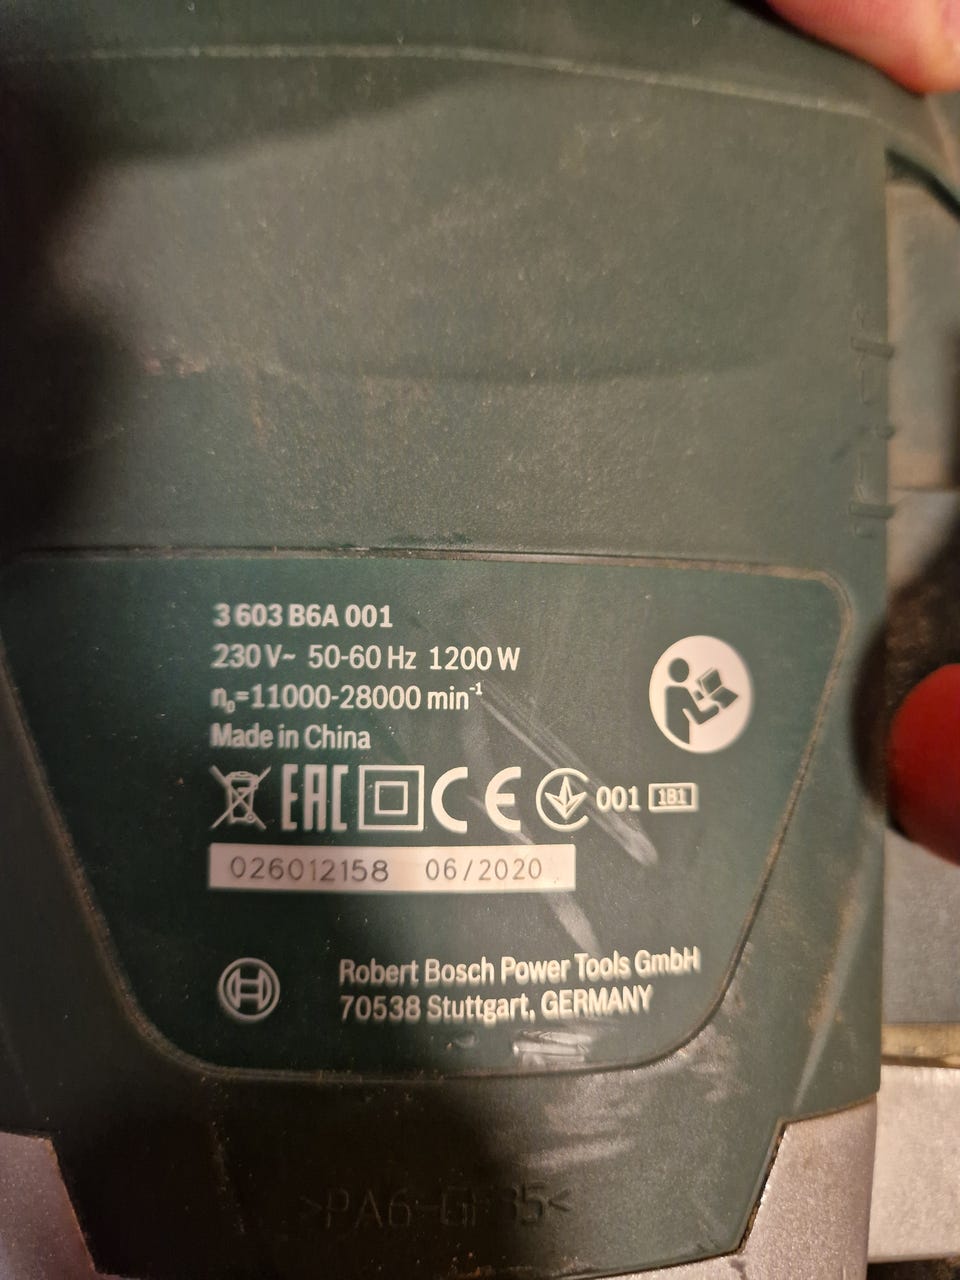 3 603 B6A 001
230 V~ 50-60 Hz 1200 W
n₀=11000-28000 min⁻¹
Made in China
EAC CE 001 1B1
026012158 06/2020
Robert Bosch Power Tools GmbH
70538 Stuttgart, GERMANY
>PA6-GF35<